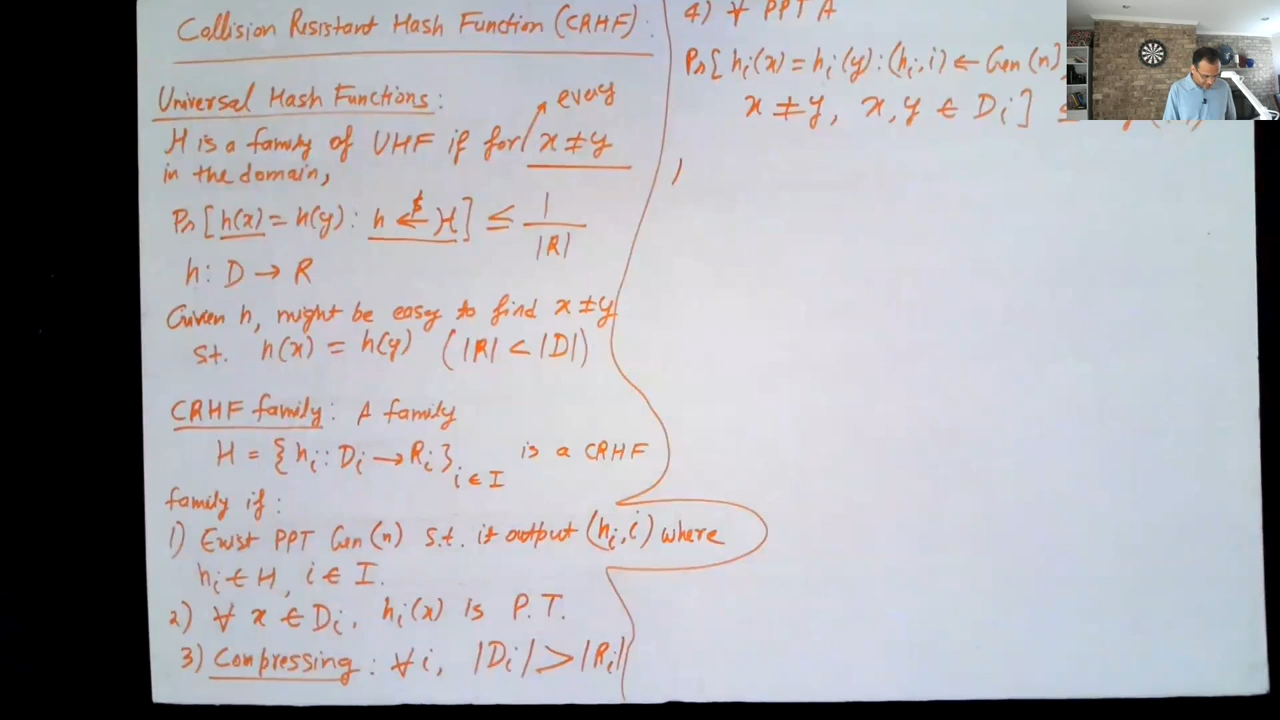 Collision Resistant Hash Function (CRHF):
Universal Hash Functions:
every
H is a family of UHF if for x ≠ y
in the domain,
Pr[h(x) = h(y) : h ←$ H] ≤ 1/|R|
h: D → R
Given h, might be easy to find x ≠ y
s.t. h(x) = h(y) (|R| < |D|)
CRHF family: A family
H = {hᵢ: Dᵢ → Rᵢ}ᵢ∈I is a CRHF
family if:
1) Exist PPT Gen(n) s.t. it output (hᵢ, i) where
hᵢ ∈ H, i ∈ I.
2) ∀ x ∈ Dᵢ, hᵢ(x) is P.T.
3) Compressing: ∀i, |Dᵢ| > |Rᵢ|
4) ∀ PPT A
Pr[hᵢ(x) = hᵢ(y) : (hᵢ, i) ← Gen(n)
x ≠ y, x, y ∈ Dᵢ]